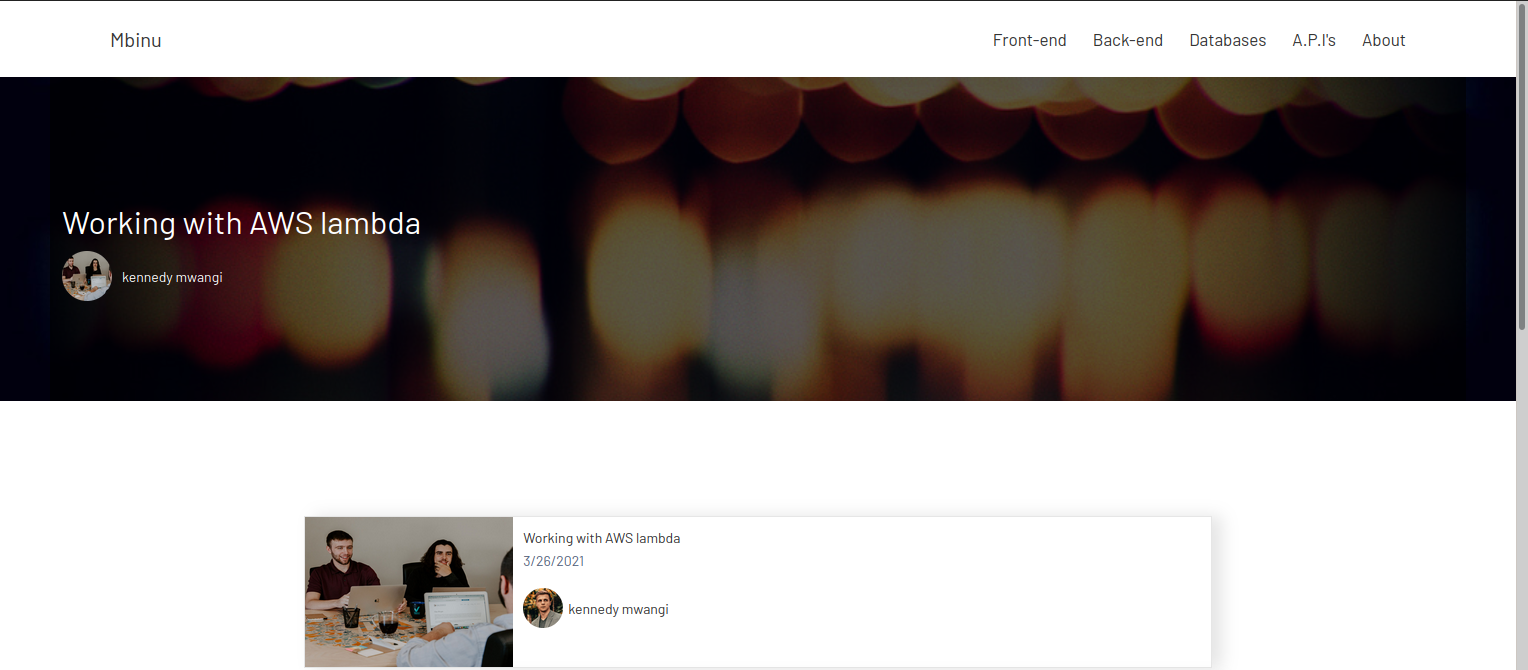 Mbinu
Front-end Back-end Databases A.P.I's About
Working with AWS lambda
kennedy mwangi
Working with AWS lambda
3/26/2021
kennedy mwangi